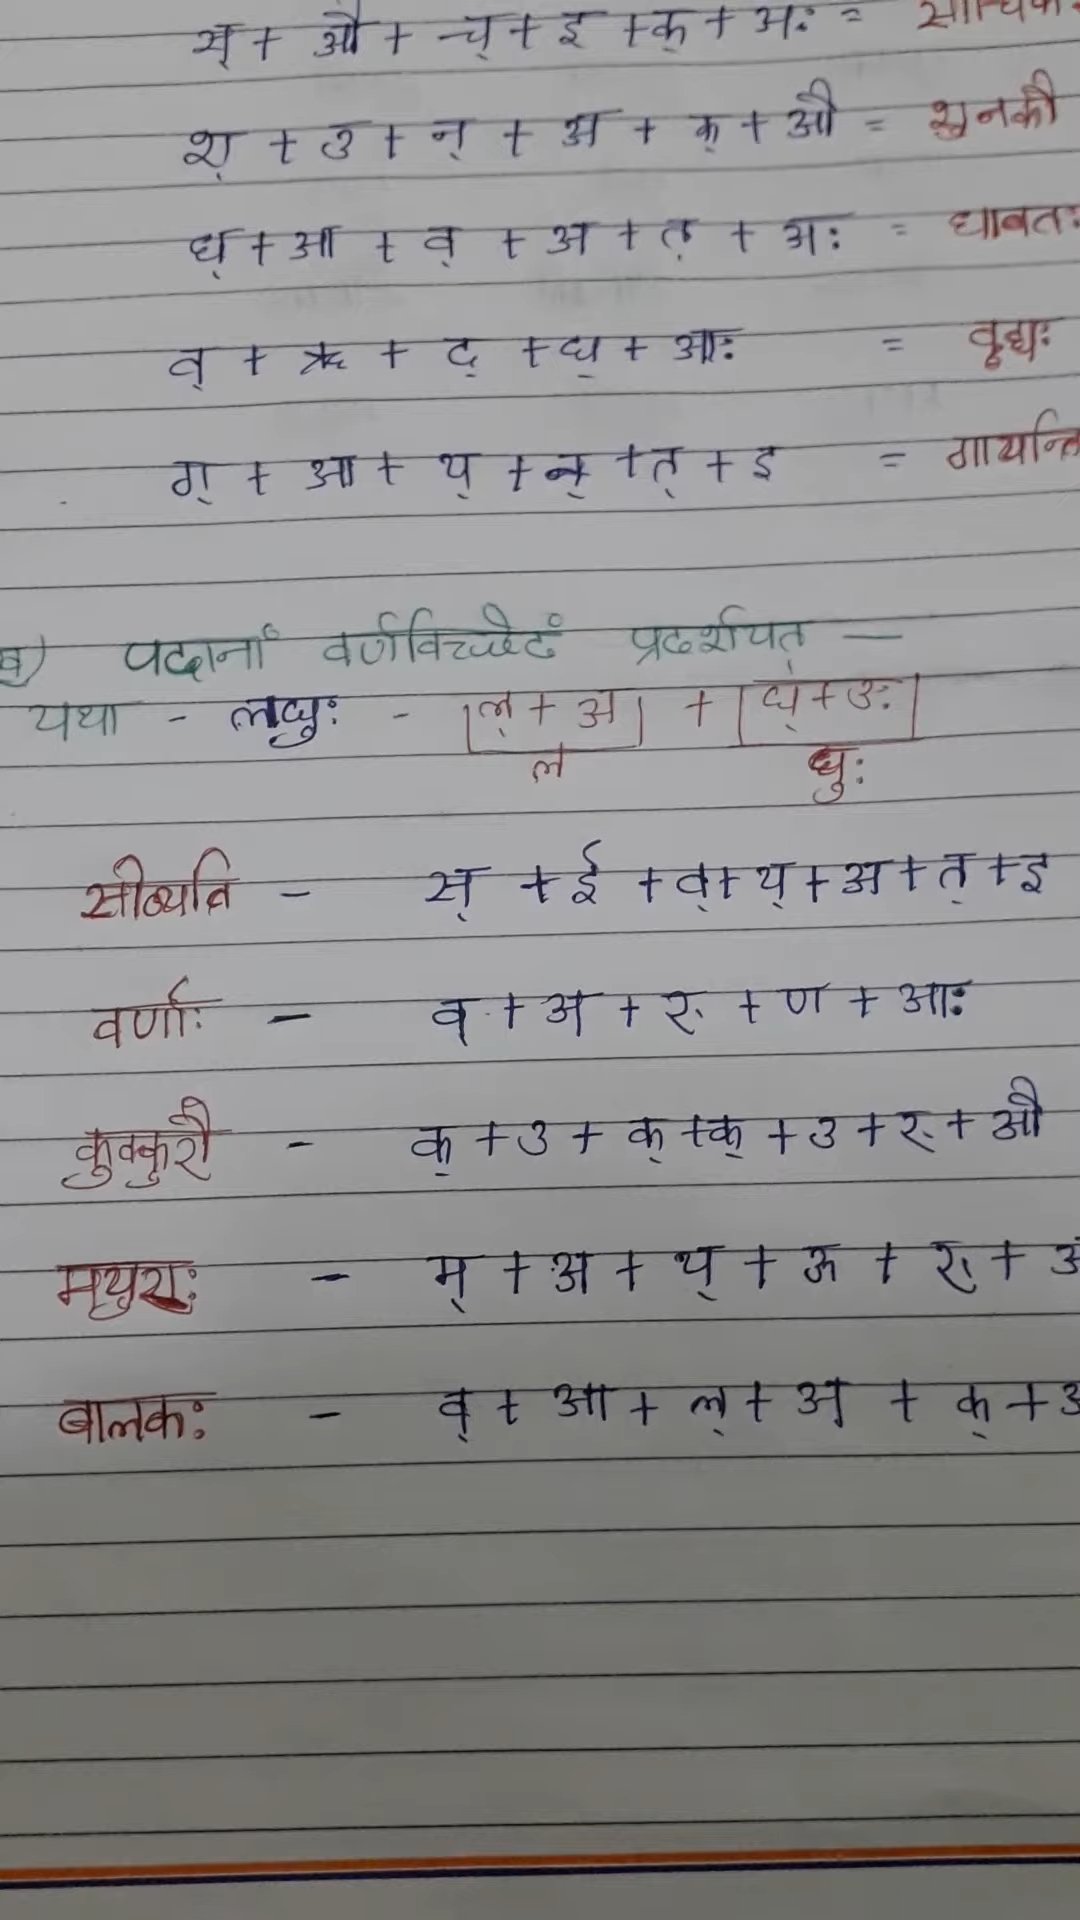 स् + औ + च् + इ + क् + अः = सौचिक
श् + उ + न् + अ + क् + औ = शुनकौ
ध् + आ + व् + अ + त् + अः = धावतः
व् + ऋ + द् + ध् + आः = वृद्धाः
ग् + आ + य् + न् + त् + इ = गायन्ति
ख) पदानां वर्णविच्छेदं प्रदर्शयत् —
यथा - लघुः - ल् + अ + घ् + उः
ल घुः
सीव्यति - स् + ई + व् + य् + अ + त् + इ
वर्णाः - व + अ + र् + ण + आः
कुक्कुरौ - क् + उ + क् + क् + उ + र् + औ
मयुराः - म् + अ + य् + ऊ + र् +
बालकः - ब् + आ + ल् + अ + क् +